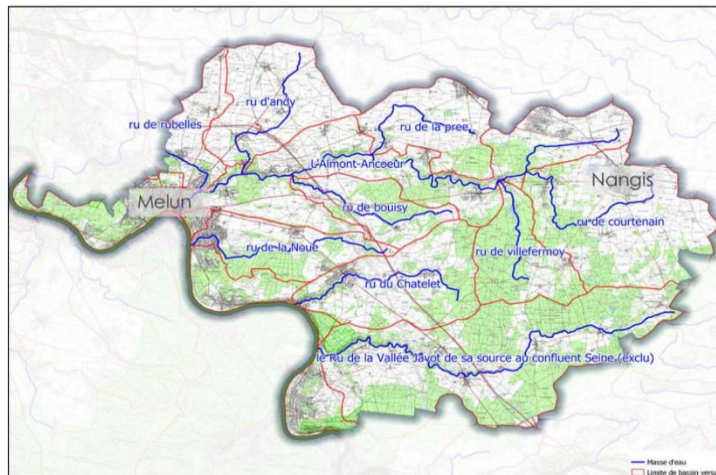 ru d'ancy
ru de rubelles
ru de la pree
L'Almont-Ancoeur
Nangis
Melun
ru de bouisy
ru de courtenain
ru de la Noue
ru de villefermoy
ru du Chatelet
le Ru de la Vallée Javot de sa source au confluent Seine (exclu)
Masse d'eau
Limite de bassin versa